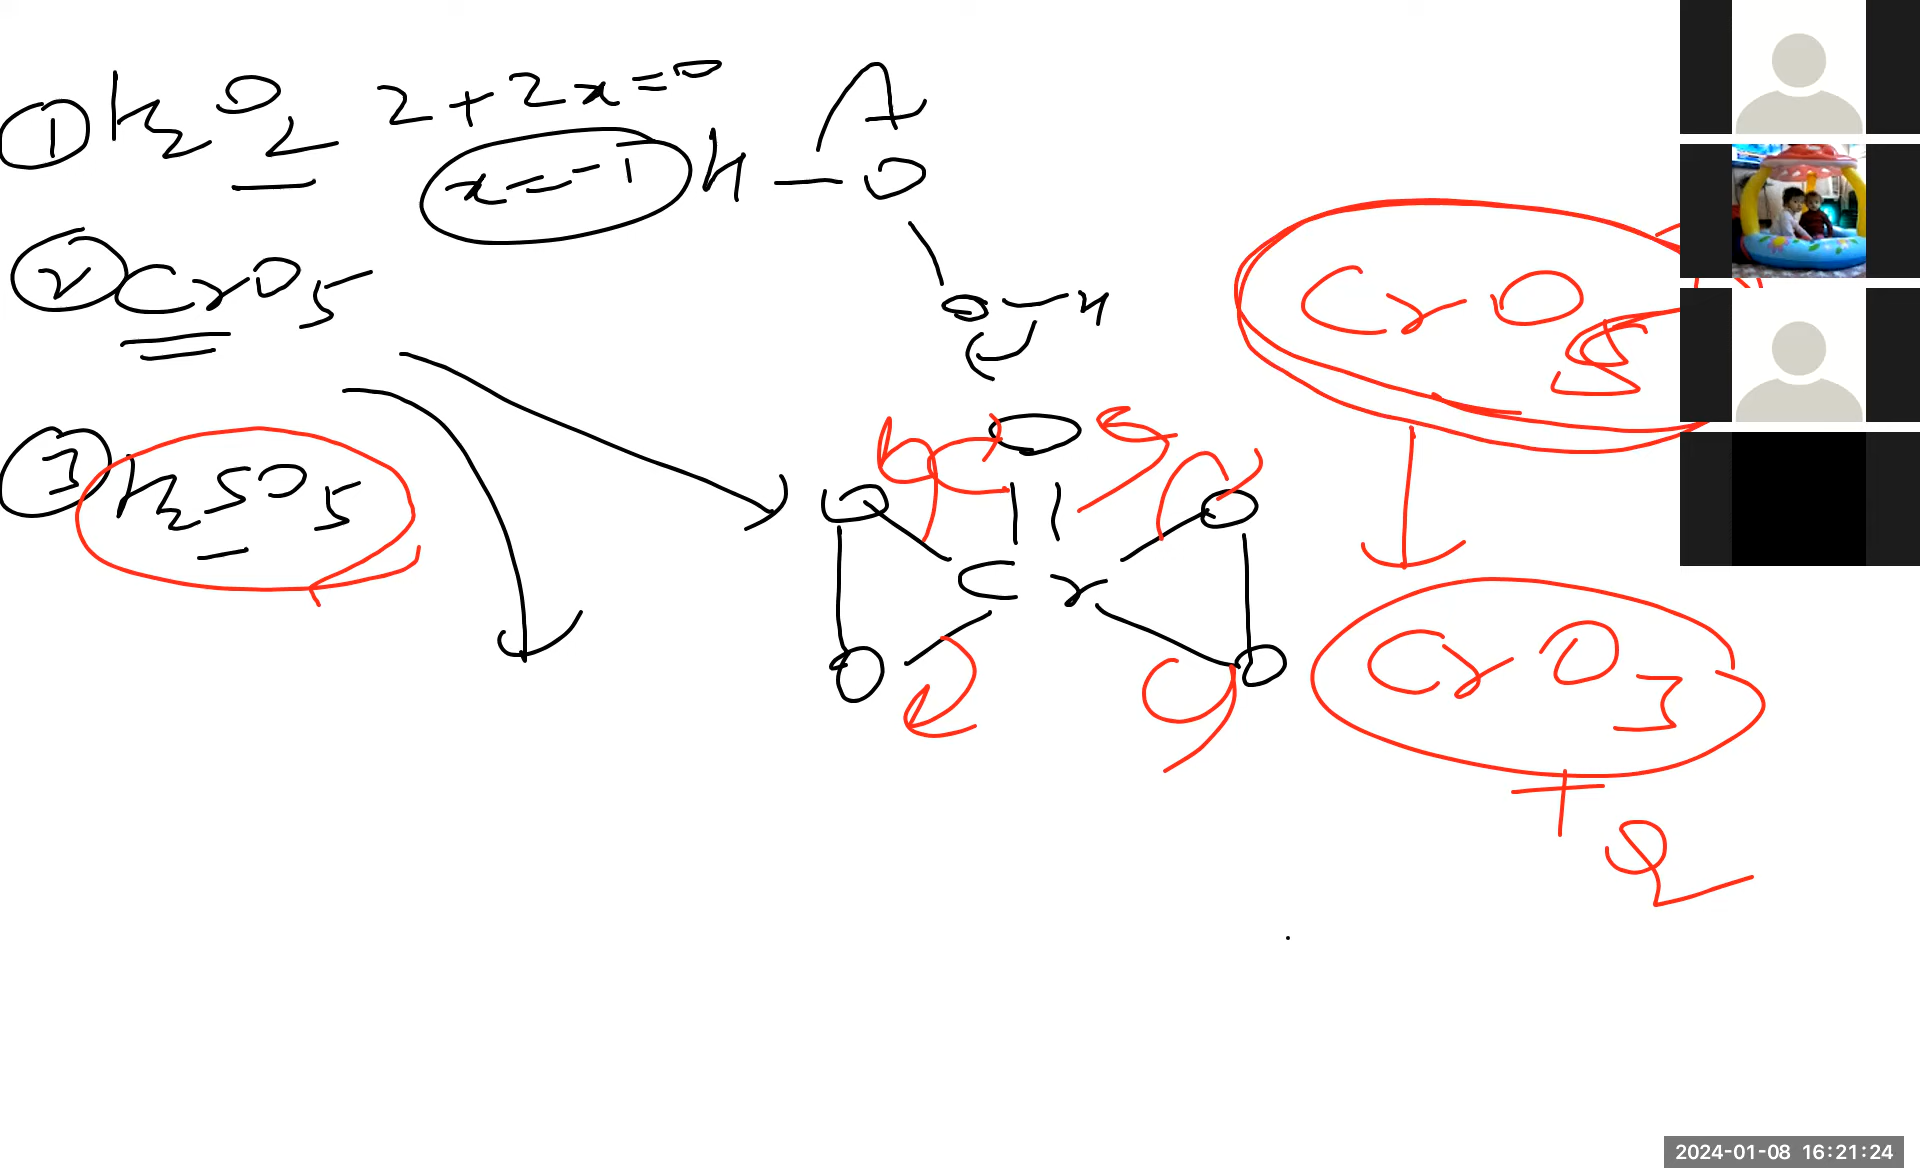 ① H2O2 2+2x=0
x=-1 H-O
O-H
② CrO5
③ H2SO5
O
O O
Cr
O O
CrO5
CrO3
+
O2
2024-01-08 16:21:24